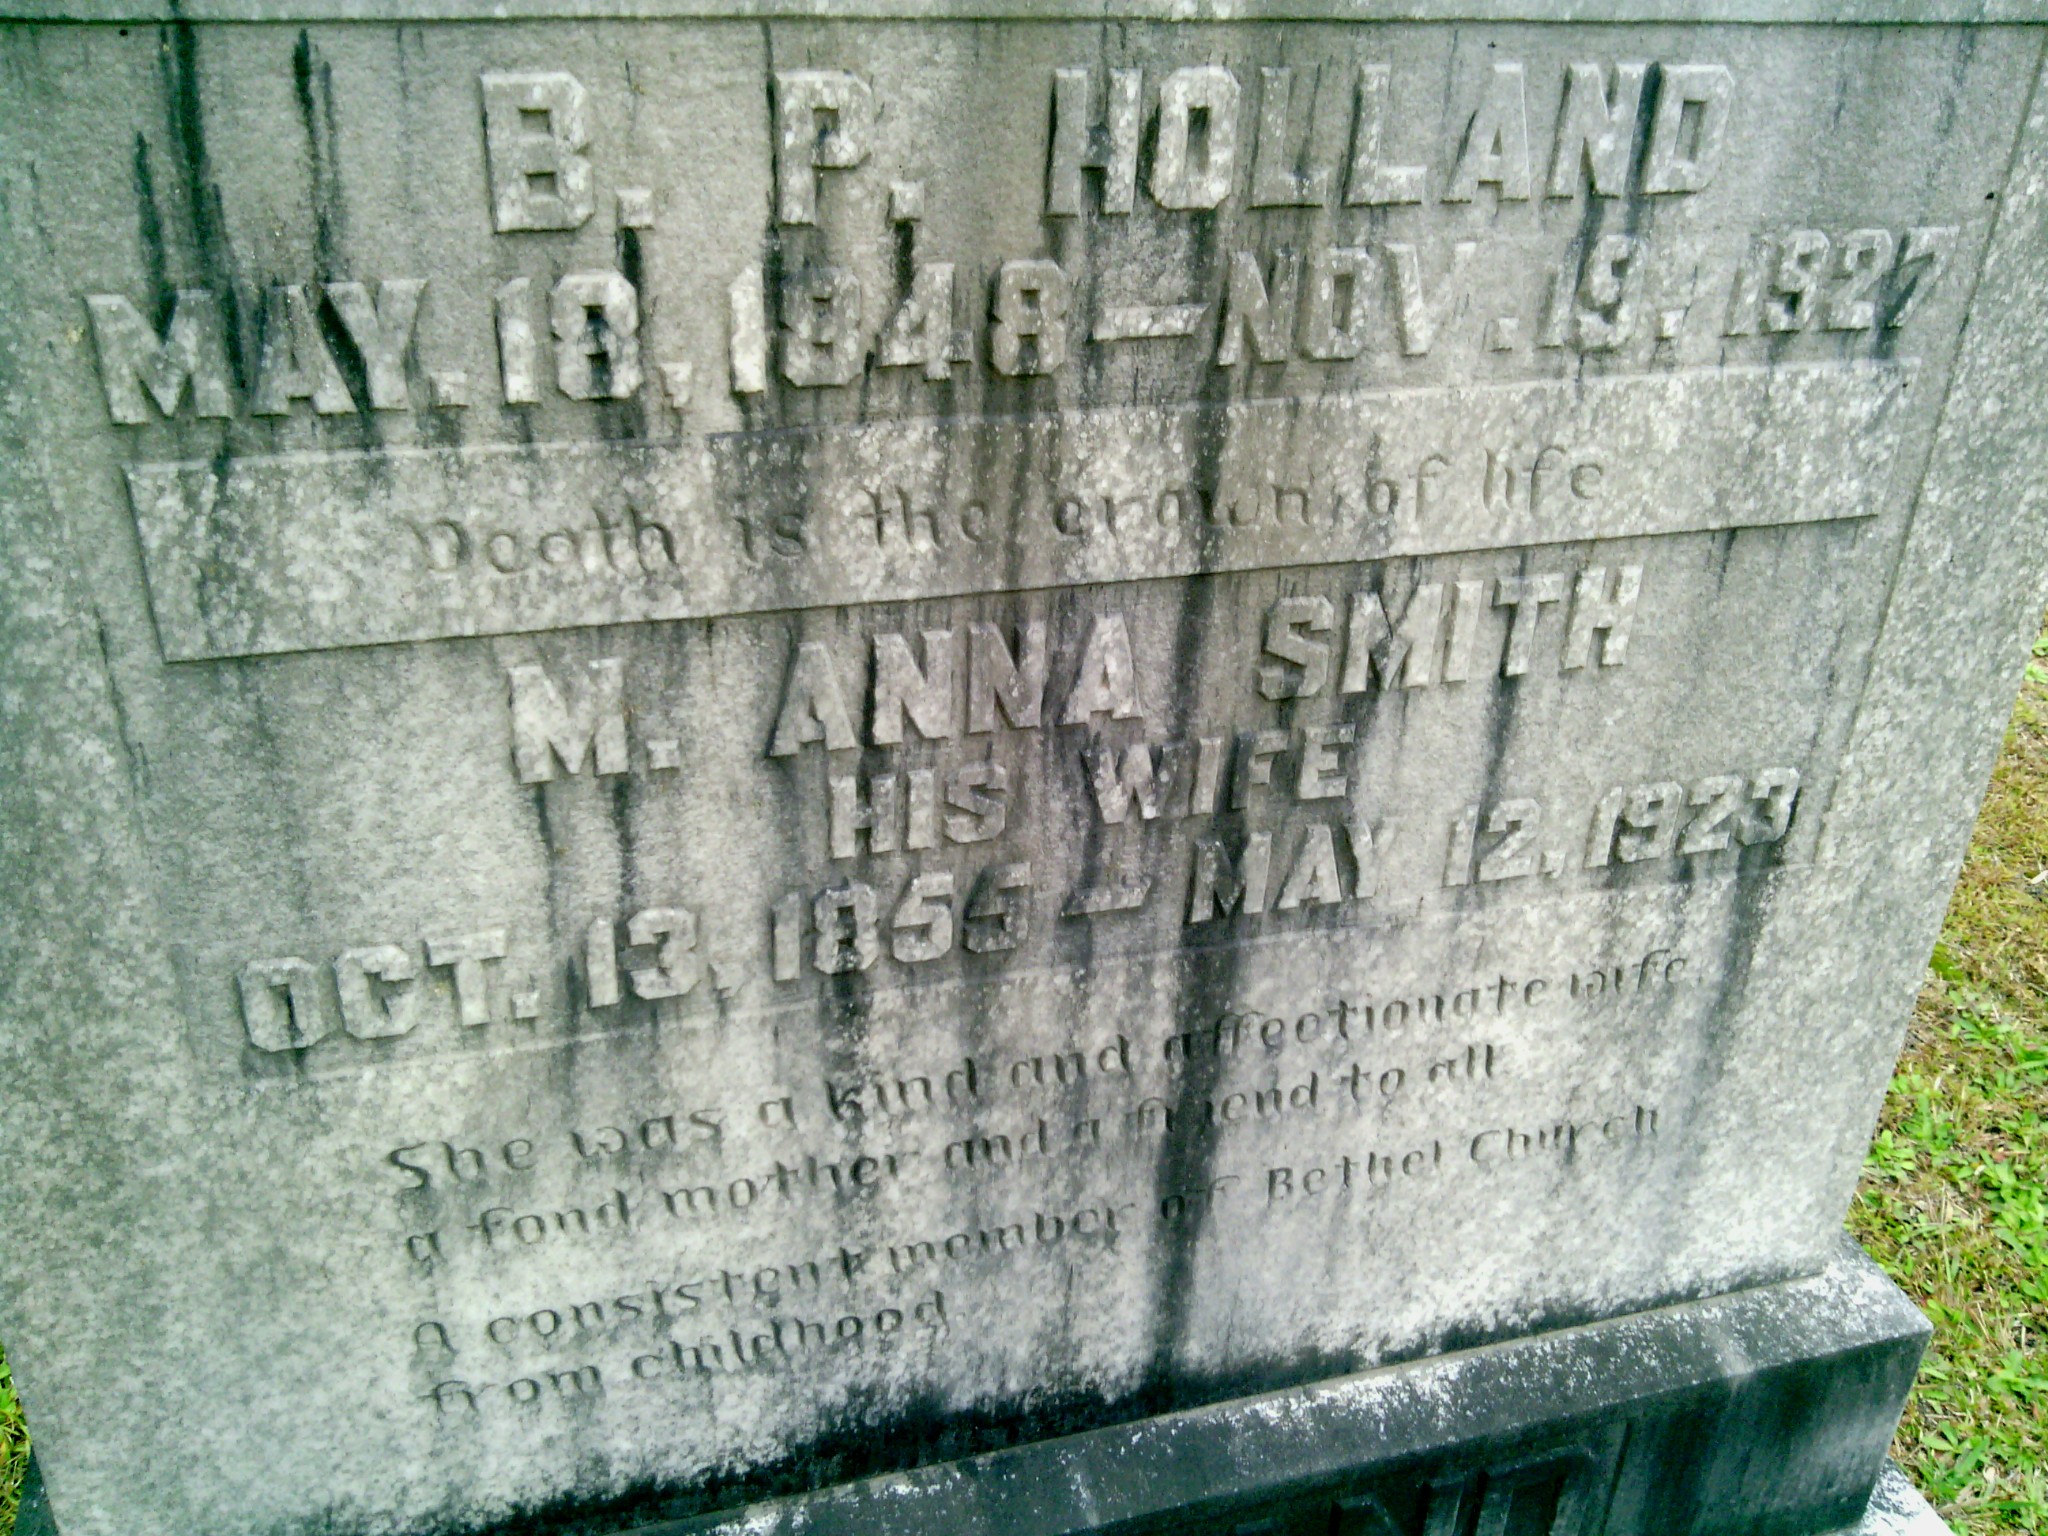 B. P. HOLLAND
MAY. 18, 1848 — NOV. 19, 1927
Death is the crown of life
M. ANNA SMITH
HIS WIFE
OCT. 13, 1855 — MAY 12, 1923
She was a kind and affectionate wife,
a fond mother and a friend to all.
A consistent member of Bethel Church
from childhood.